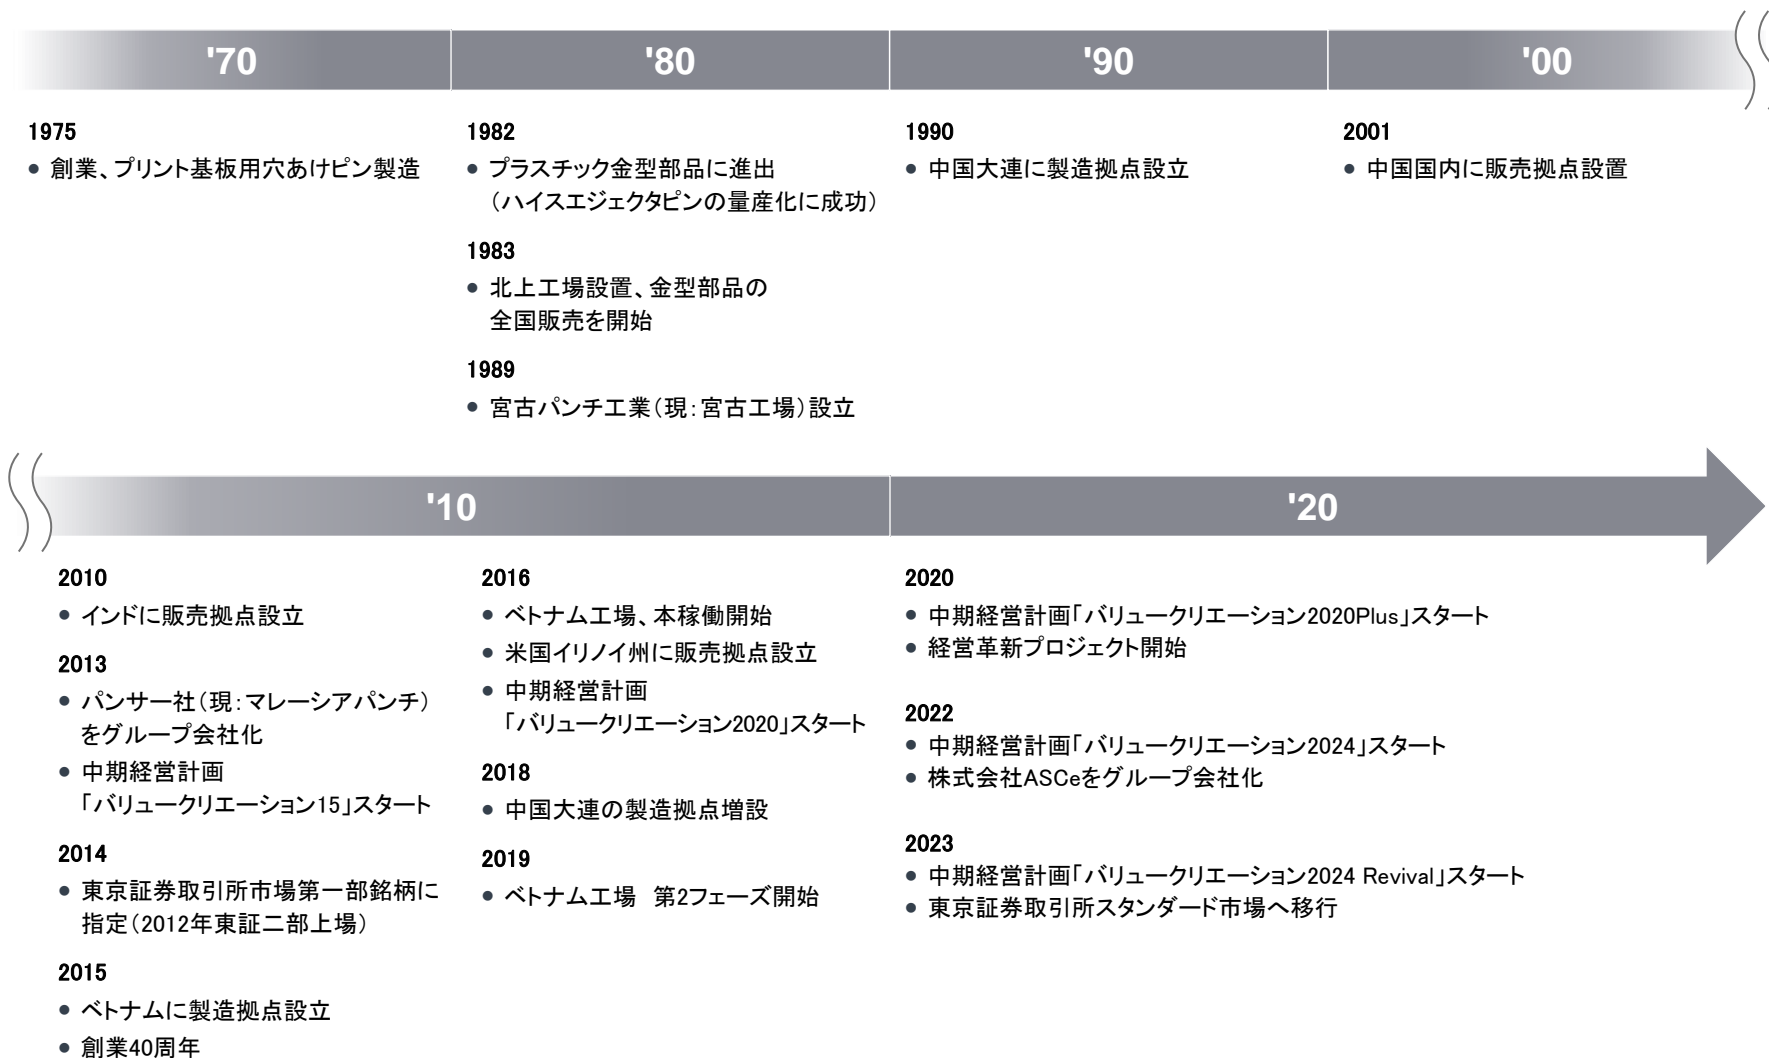 '70
'80
'90
'00
1975
● 創業、プリント基板用穴あけピン製造
1982
● プラスチック金型部品に進出
（ハイスエジェクタピンの量産化に成功）
1983
● 北上工場設置、金型部品の
全国販売を開始
1989
● 宮古パンチ工業（現：宮古工場）設立
1990
● 中国大連に製造拠点設立
2001
● 中国国内に販売拠点設置
'10
'20
2010
● インドに販売拠点設立
2013
● パンサー社（現：マレーシアパンチ）
をグループ会社化
● 中期経営計画
「バリュークリエーション15」スタート
2014
● 東京証券取引所市場第一部銘柄に
指定（2012年東証二部上場）
2015
● ベトナムに製造拠点設立
● 創業40周年
2016
● ベトナム工場、本稼働開始
● 米国イリノイ州に販売拠点設立
● 中期経営計画
「バリュークリエーション2020」スタート
2018
● 中国大連の製造拠点増設
2019
● ベトナム工場　第2フェーズ開始
2020
● 中期経営計画「バリュークリエーション2020Plus」スタート
● 経営革新プロジェクト開始
2022
● 中期経営計画「バリュークリエーション2024」スタート
● 株式会社ASCeをグループ会社化
2023
● 中期経営計画「バリュークリエーション2024 Revival」スタート
● 東京証券取引所スタンダード市場へ移行